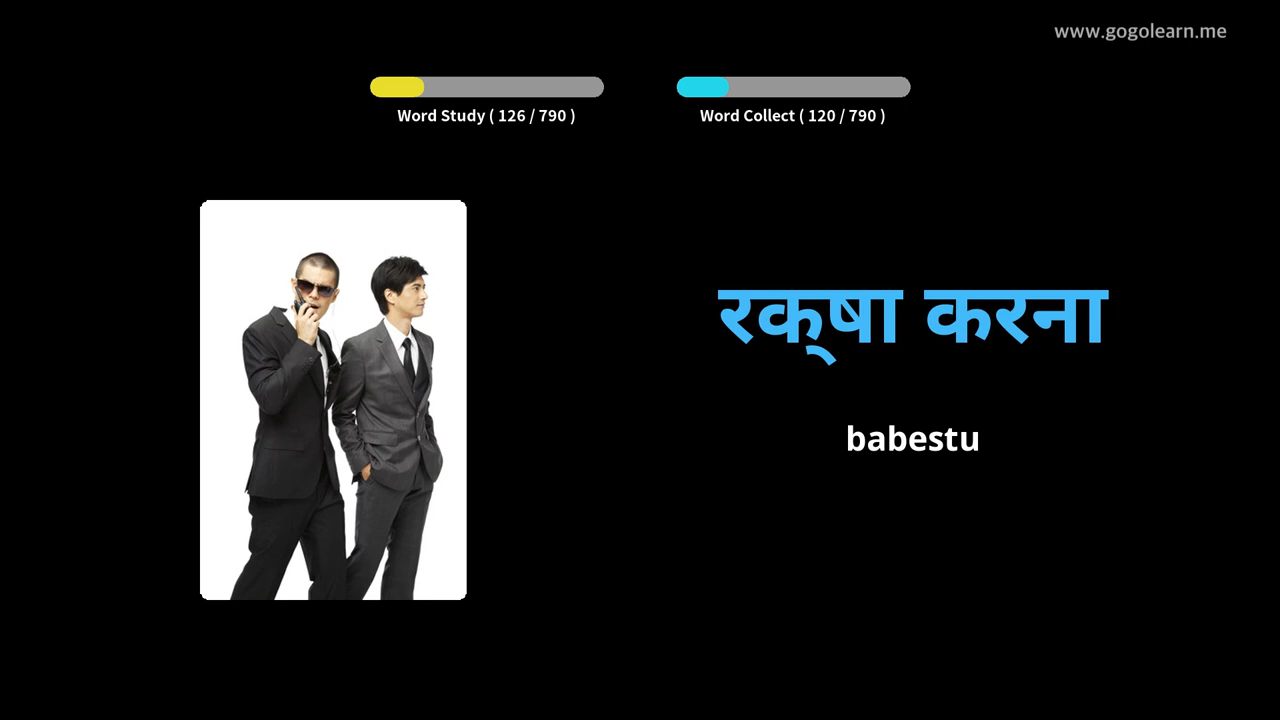 www.gogolearn.me
Word Study ( 126 / 790 )
Word Collect ( 120 / 790 )
रक्‌षा करना
babestu